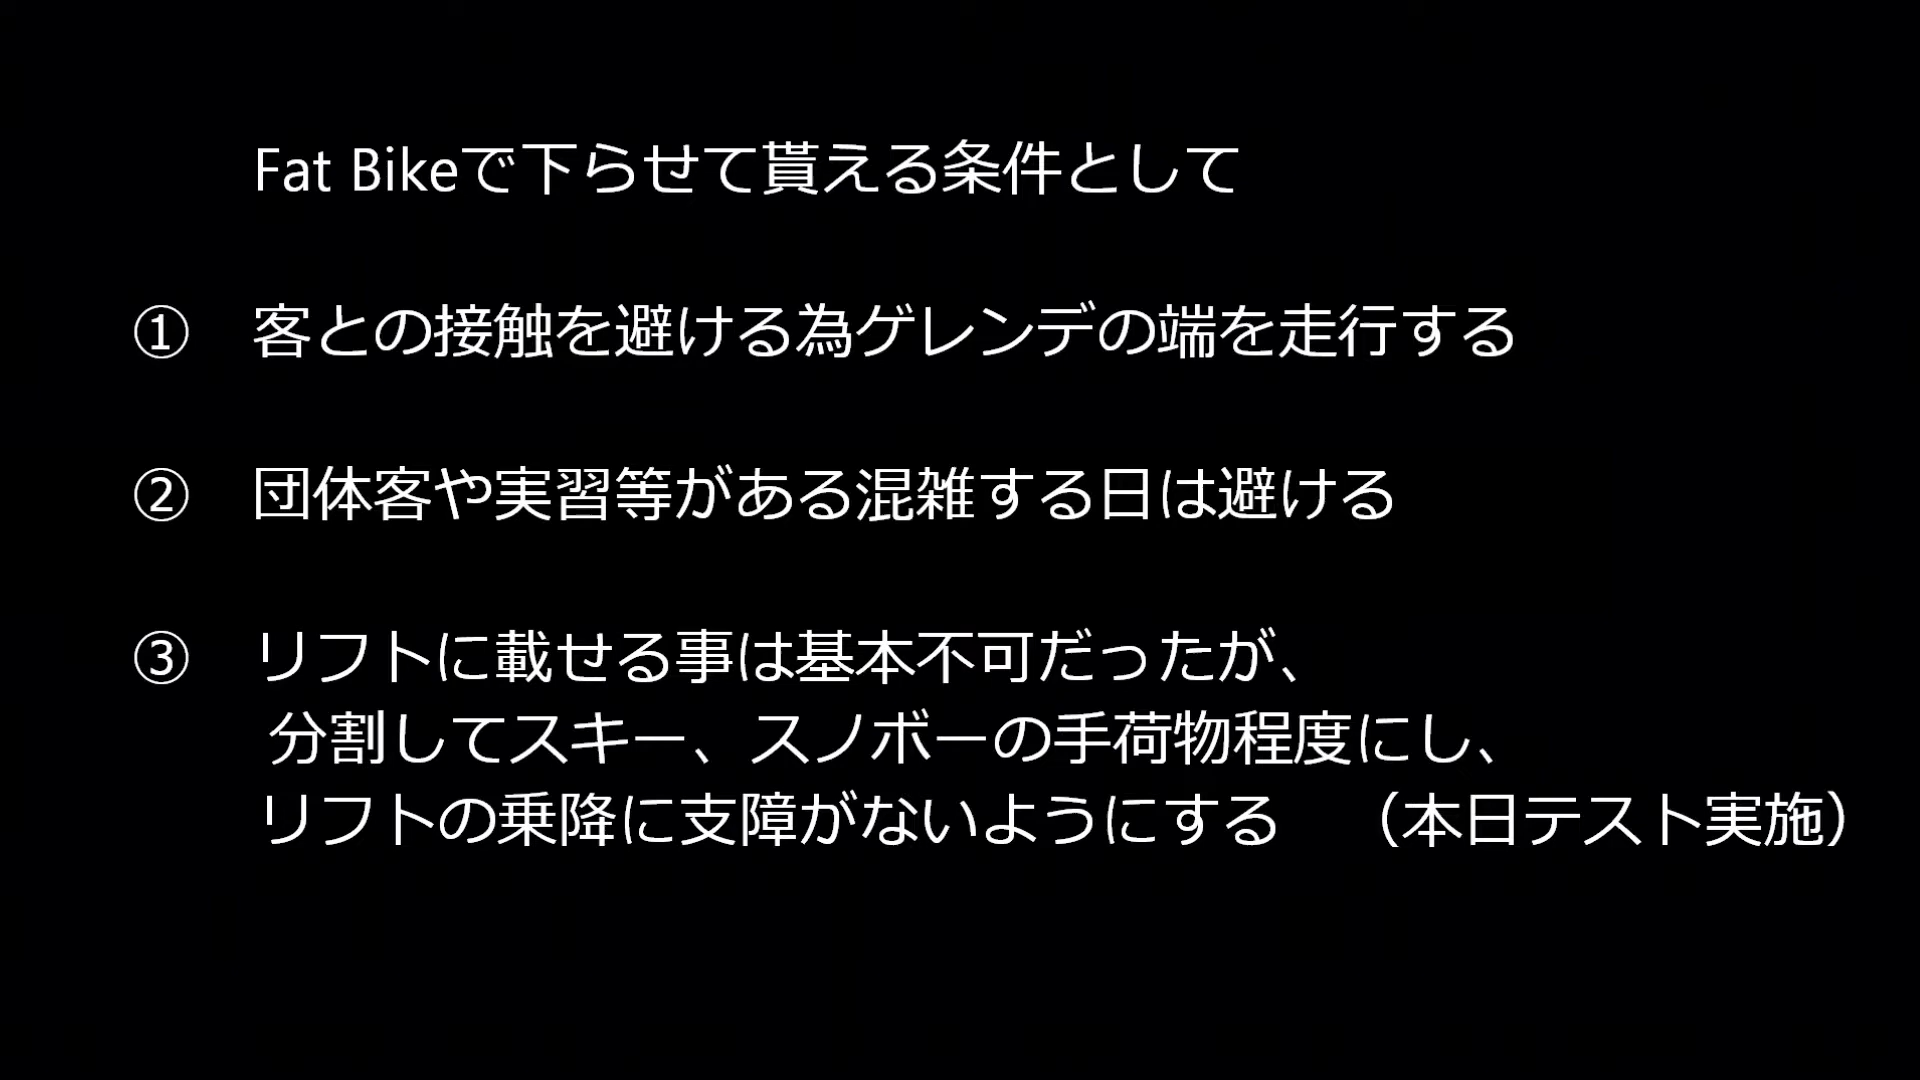 Fat Bikeで下らせて貰える条件として
① 客との接触を避ける為ゲレンデの端を走行する
② 団体客や実習等がある混雑する日は避ける
③ リフトに載せる事は基本不可だったが、
分割してスキー、スノボーの手荷物程度にし、
リフトの乗降に支障がないようにする （本日テスト実施）